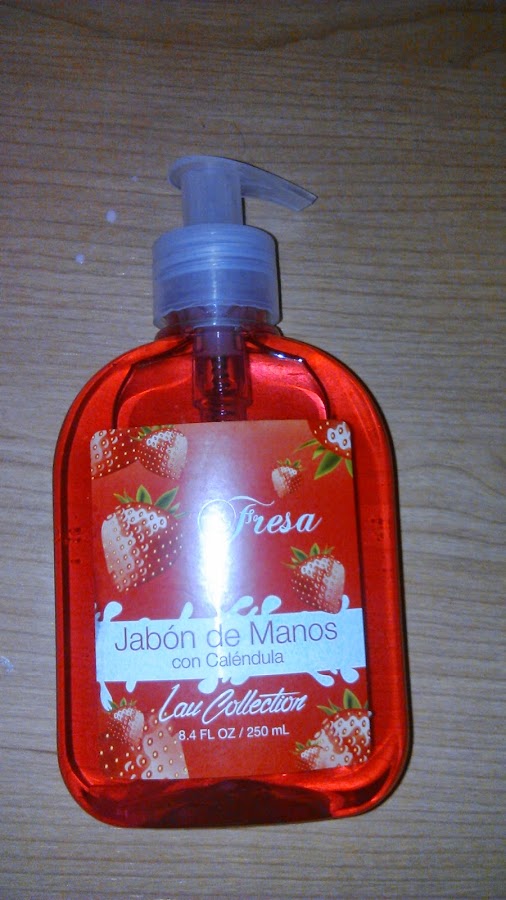 Fresa
Jabón de Manos
con Caléndula
Lau Collection
8.4 FL OZ / 250 mL